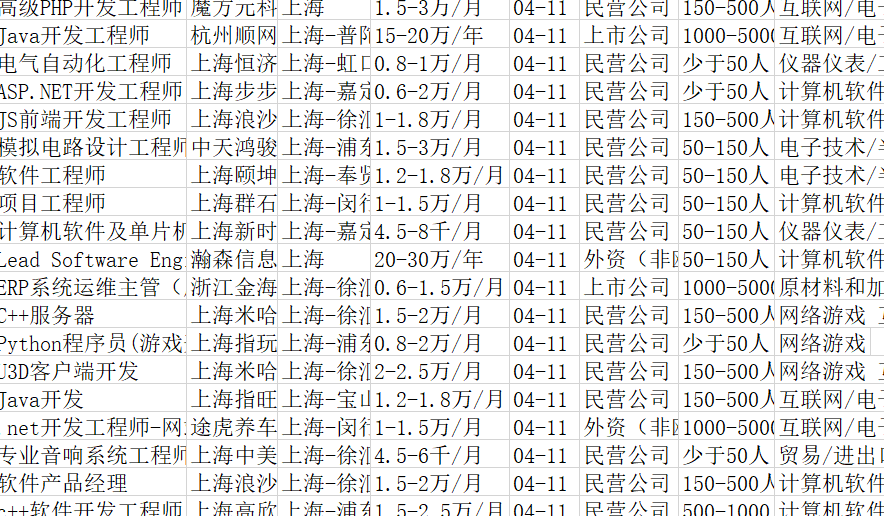 高级PHP开发工程师 魔方元科 上海 1.5-3万/月 04-11 民营公司 150-500人 互联网/电子
Java开发工程师 杭州顺网 上海-普陀 15-20万/年 04-11 上市公司 1000-5000 互联网/电子
电气自动化工程师 上海恒济 上海-虹口 0.8-1万/月 04-11 民营公司 少于50人 仪器仪表/工
ASP.NET开发工程师 上海步步 上海-嘉定 0.6-2万/月 04-11 民营公司 少于50人 计算机软件
JS前端开发工程师 上海浪沙 上海-徐汇 1-1.8万/月 04-11 民营公司 150-500人 计算机软件
模拟电路设计工程师 中天鸿骏 上海-浦东 1.5-3万/月 04-11 民营公司 50-150人 电子技术/半
软件工程师 上海颐坤 上海-奉贤 1.2-1.8万/月 04-11 民营公司 50-150人 电子技术/半
项目工程师 上海群石 上海-闵行 1-1.5万/月 04-11 民营公司 50-150人 计算机软件
计算机软件及单片机 上海新时 上海-嘉定 4.5-8千/月 04-11 民营公司 50-150人 仪器仪表/工
Lead Software Eng 瀚森信息 上海 20-30万/年 04-11 外资（非欧 50-150人 计算机软件
ERP系统运维主管（ 浙江金海 上海-徐汇 0.6-1.5万/月 04-11 上市公司 1000-5000 原材料和加
C++服务器 上海米哈 上海-徐汇 1.5-2万/月 04-11 民营公司 150-500人 网络游戏 互
Python程序员(游戏 上海指玩 上海-浦东 0.8-2万/月 04-11 民营公司 少于50人 网络游戏
U3D客户端开发 上海米哈 上海-徐汇 2-2.5万/月 04-11 民营公司 150-500人 网络游戏 互
Java开发 上海指旺 上海-宝山 1.2-1.8万/月 04-11 民营公司 150-500人 互联网/电子
.net开发工程师-网 途虎养车 上海-闵行 1-1.5万/月 04-11 外资（非欧 1000-5000 互联网/电子
专业音响系统工程师 上海中美 上海-徐汇 4.5-6千/月 04-11 民营公司 少于50人 贸易/进出口
软件产品经理 上海浪沙 上海-徐汇 1.5-2万/月 04-11 民营公司 150-500人 计算机软件
c++软件开发工程师 上海高欣 上海-浦东 1.5-2.5万/月 04-11 民营公司 500-1000 计算机软件